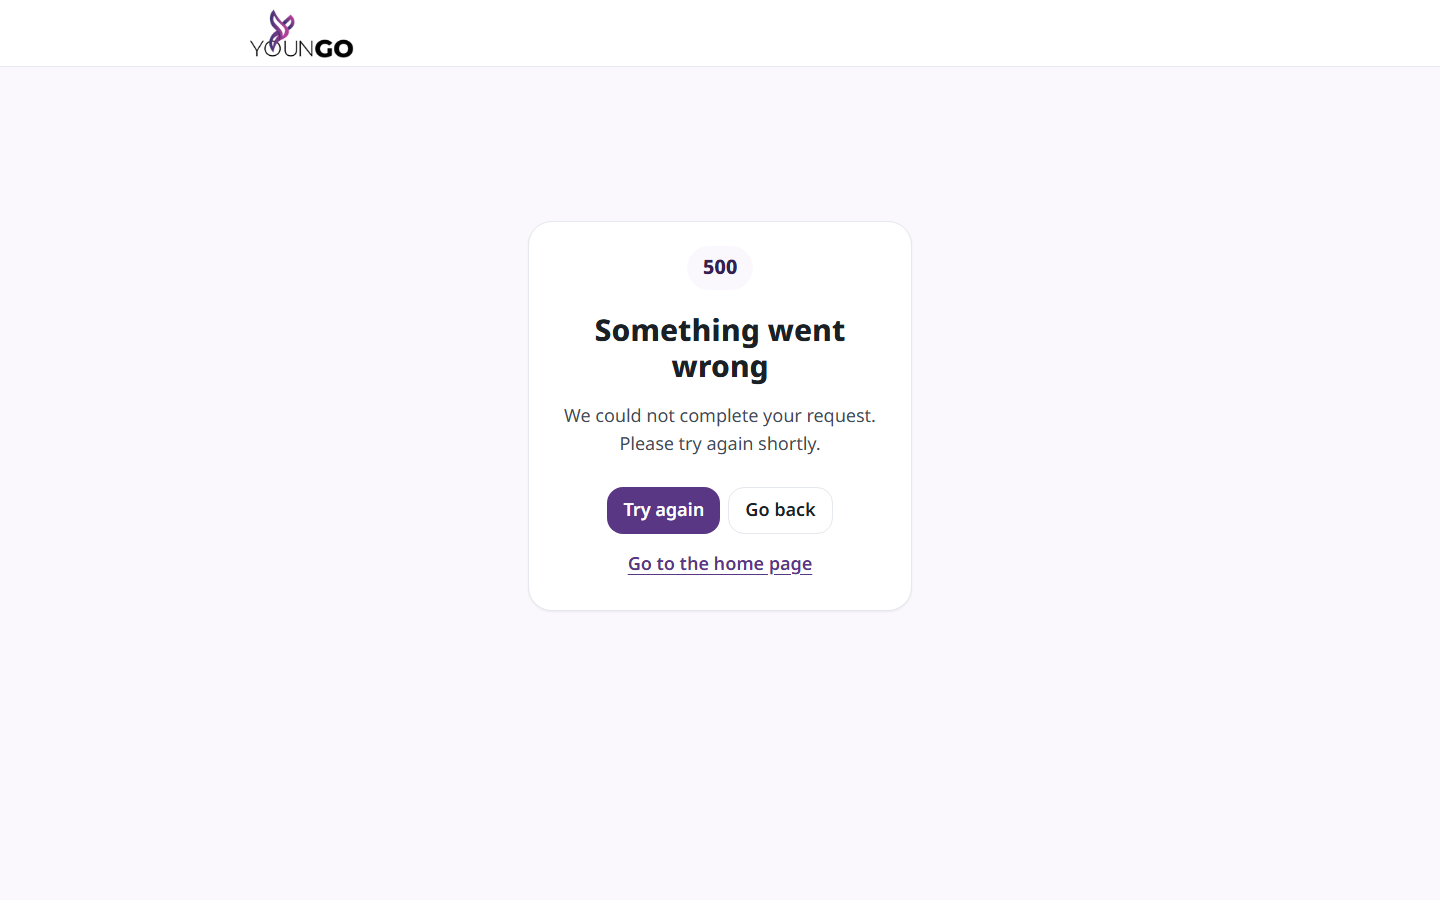 YOUNGO
500
Something went
wrong
We could not complete your request.
Please try again shortly.
Try again
Go back
Go to the home page